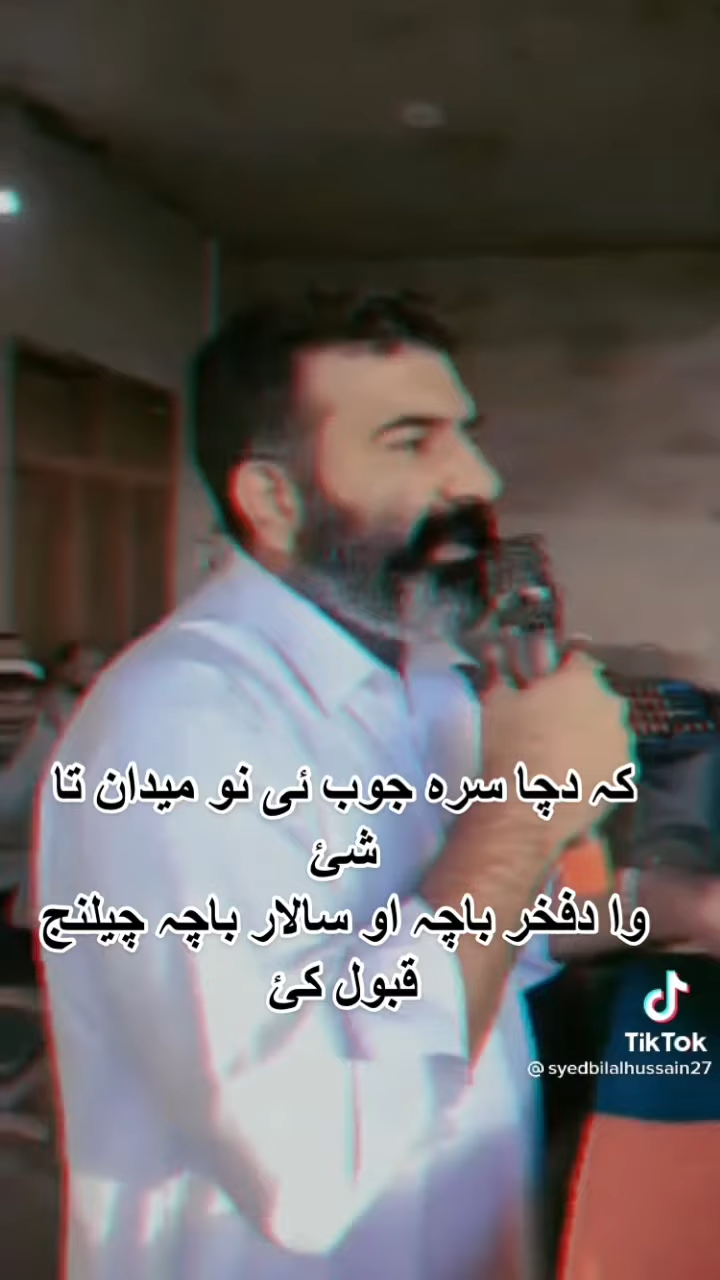 کہ دچا سرہ جوب ئی نو میدان تا
شئ
وا دفخر باچہ او سالار باچہ چیلنج
قبول کئ
TikTok
@syedbilalhussain27